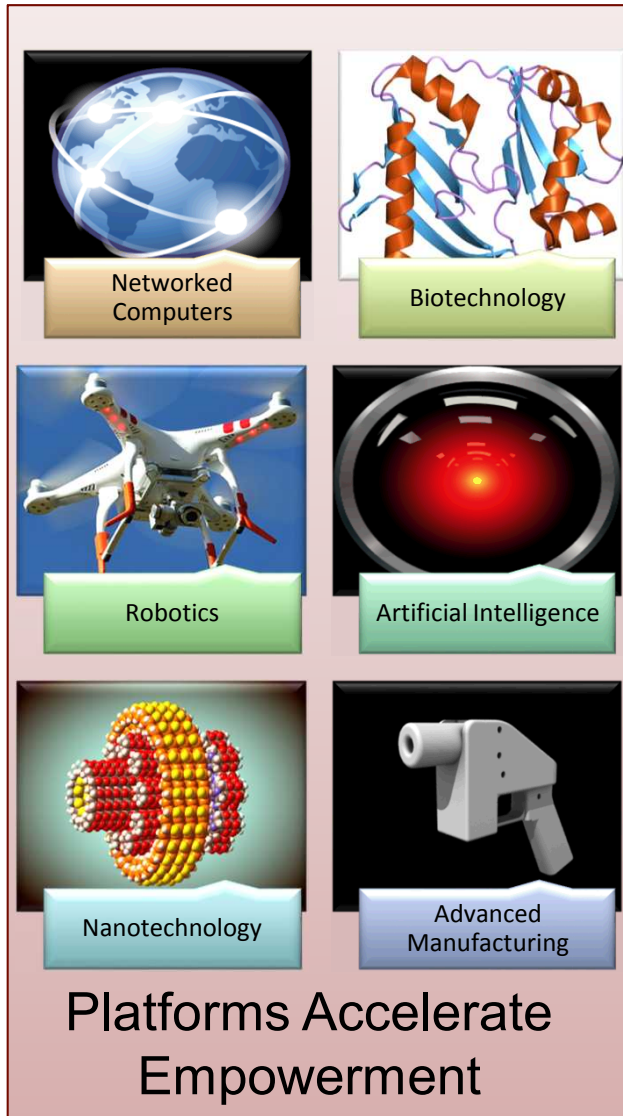 Networked
Computers
Biotechnology
Robotics
Artificial Intelligence
Nanotechnology
Advanced
Manufacturing
Platforms Accelerate
Empowerment